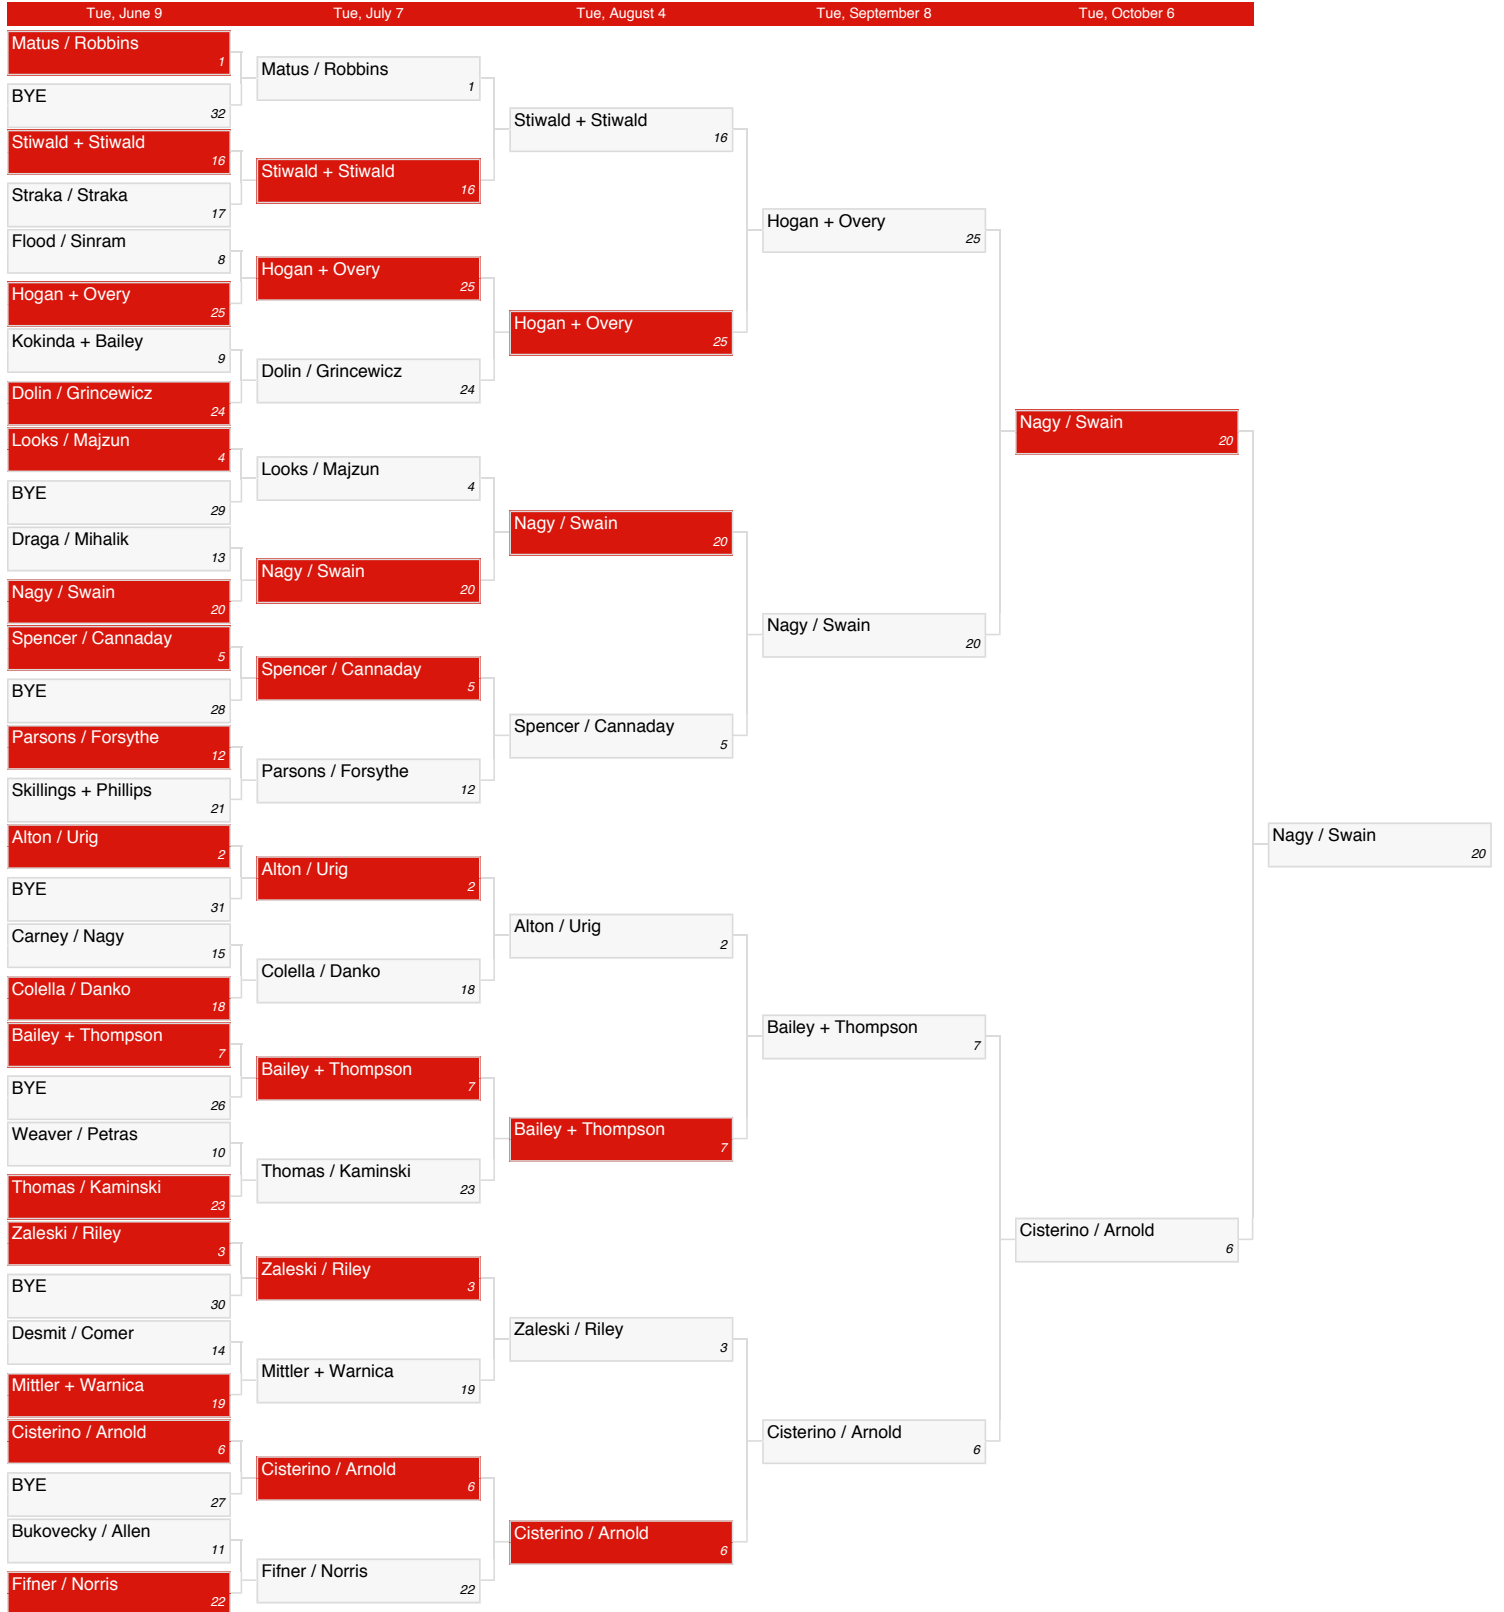 Tue, June 9
Tue, July 7
Tue, August 4
Tue, September 8
Tue, October 6
Matus / Robbins
1
BYE
32
Stiwald + Stiwald
16
Straka / Straka
17
Flood / Sinram
8
Hogan + Overy
25
Kokinda + Bailey
9
Dolin / Grincewicz
24
Looks / Majzun
4
BYE
29
Draga / Mihalik
13
Nagy / Swain
20
Spencer / Cannaday
5
BYE
28
Parsons / Forsythe
12
Skillings + Phillips
21
Alton / Urig
2
BYE
31
Carney / Nagy
15
Colella / Danko
18
Bailey + Thompson
7
BYE
26
Weaver / Petras
10
Thomas / Kaminski
23
Zaleski / Riley
3
BYE
30
Desmit / Comer
14
Mittler + Warnica
19
Cisterino / Arnold
6
BYE
27
Bukovecky / Allen
11
Fifner / Norris
22
Matus / Robbins
1
Stiwald + Stiwald
16
Hogan + Overy
25
Dolin / Grincewicz
24
Looks / Majzun
4
Nagy / Swain
20
Spencer / Cannaday
5
Parsons / Forsythe
12
Alton / Urig
2
Colella / Danko
18
Bailey + Thompson
7
Thomas / Kaminski
23
Zaleski / Riley
3
Mittler + Warnica
19
Cisterino / Arnold
6
Fifner / Norris
22
Stiwald + Stiwald
16
Hogan + Overy
25
Nagy / Swain
20
Spencer / Cannaday
5
Alton / Urig
2
Bailey + Thompson
7
Zaleski / Riley
3
Cisterino / Arnold
6
Hogan + Overy
25
Nagy / Swain
20
Bailey + Thompson
7
Cisterino / Arnold
6
Nagy / Swain
20
Cisterino / Arnold
6
Nagy / Swain
20